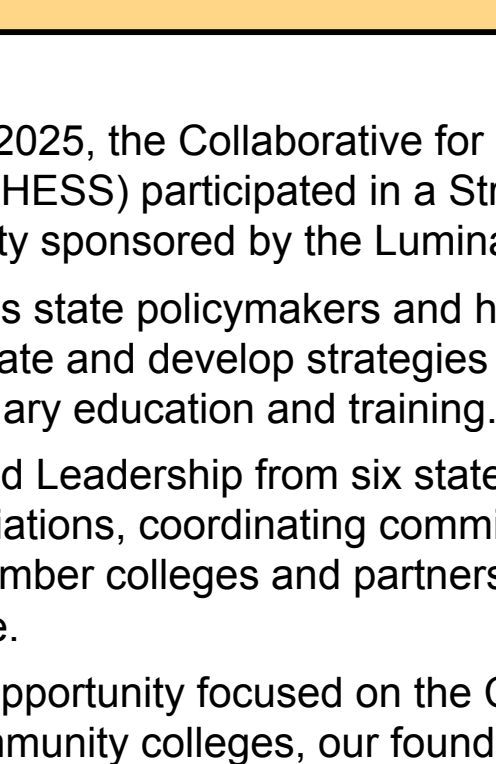 2025, the Collaborative for
HESS) participated in a Str
ty sponsored by the Lumina
s state policymakers and h
ate and develop strategies
ary education and training.
d Leadership from six state
iations, coordinating commi
mber colleges and partners
e.
pportunity focused on the C
mmunity colleges, our found